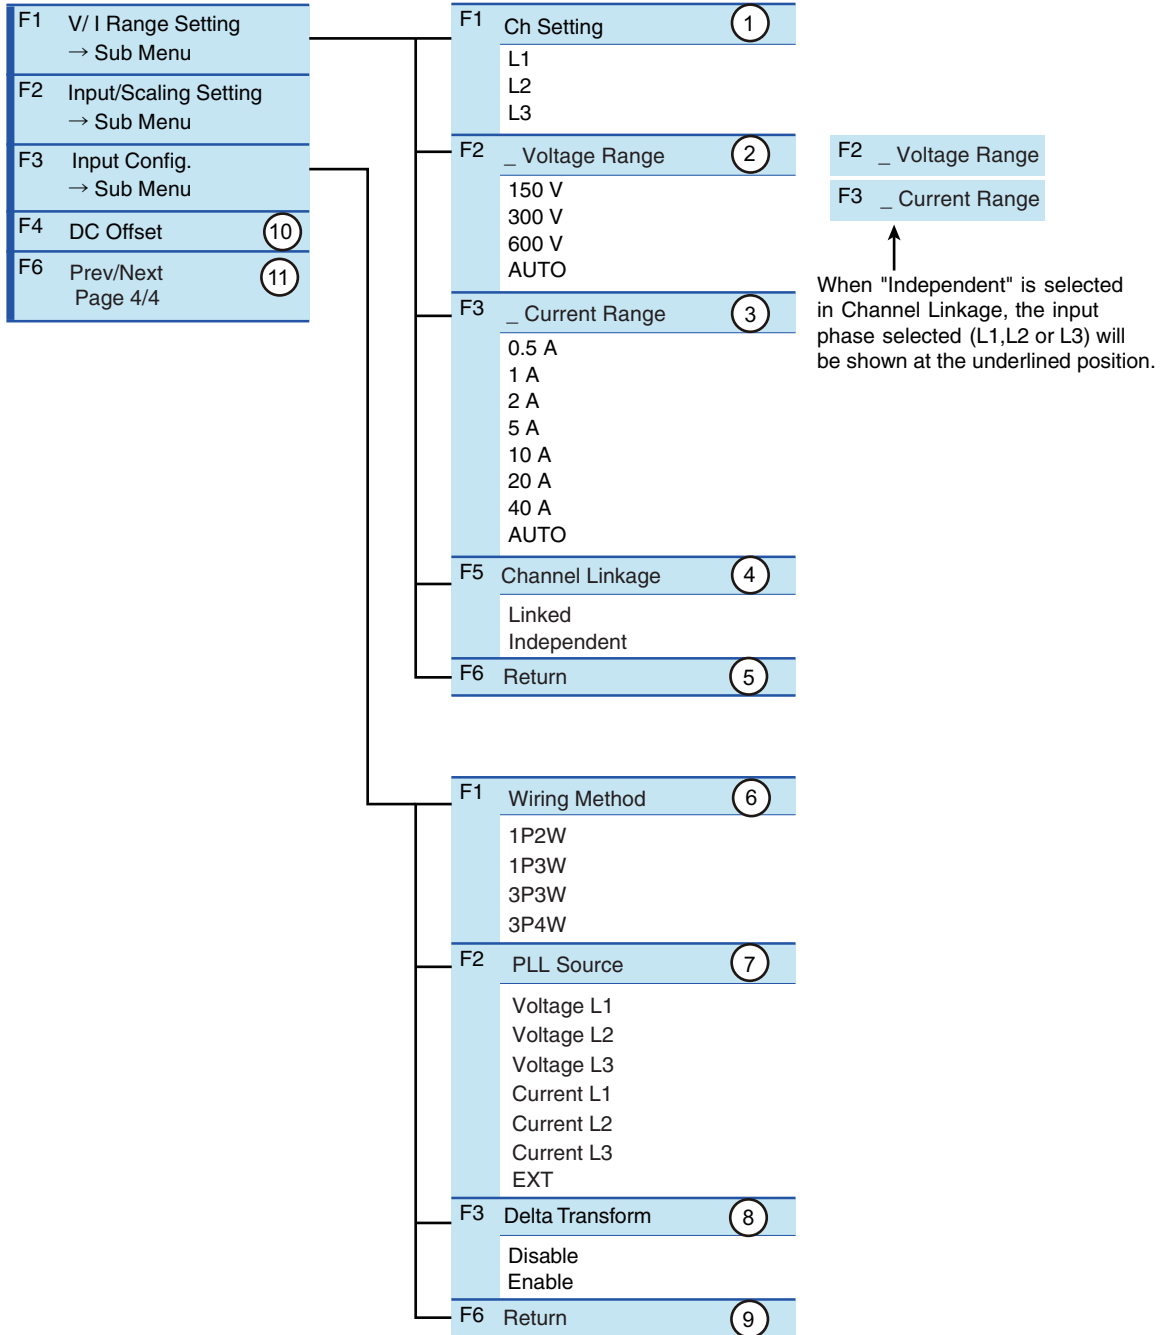 F1 V/ I Range Setting
→ Sub Menu
F2 Input/Scaling Setting
→ Sub Menu
F3 Input Config.
→ Sub Menu
F4 DC Offset 10
F6 Prev/Next 11
Page 4/4
F1 Ch Setting 1
L1
L2
L3
F2 _ Voltage Range 2
150 V
300 V
600 V
AUTO
F3 _ Current Range 3
0.5 A
1 A
2 A
5 A
10 A
20 A
40 A
AUTO
F5 Channel Linkage 4
Linked
Independent
F6 Return 5
F2 _ Voltage Range
F3 _ Current Range
When "Independent" is selected
in Channel Linkage, the input
phase selected (L1,L2 or L3) will
be shown at the underlined position.
F1 Wiring Method 6
1P2W
1P3W
3P3W
3P4W
F2 PLL Source 7
Voltage L1
Voltage L2
Voltage L3
Current L1
Current L2
Current L3
EXT
F3 Delta Transform 8
Disable
Enable
F6 Return 9